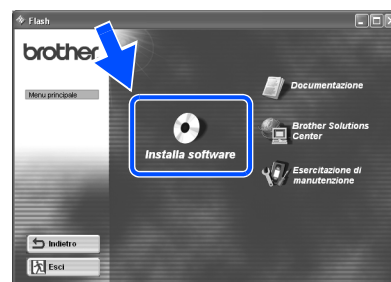 Flash
brother
Menu principale
Installa software
Documentazione
Brother Solutions
Center
Esercitazione di
manutenzione
Indietro
Esci